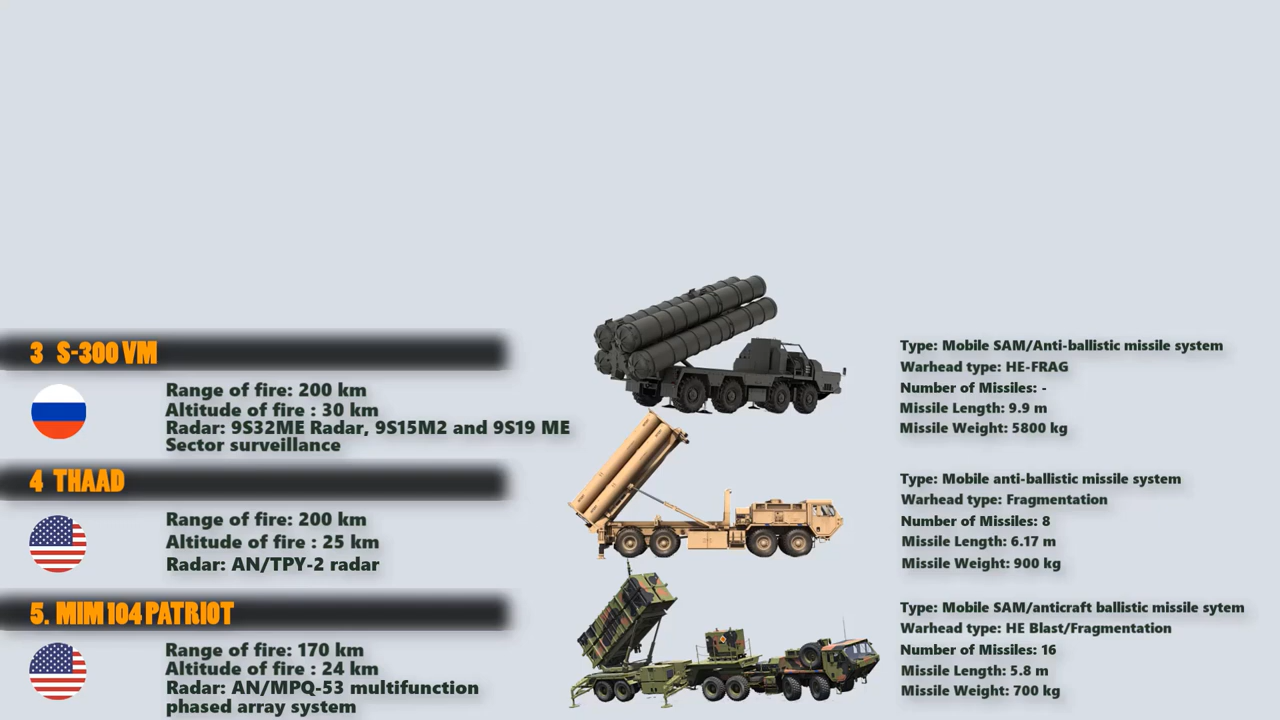 3 S-300 VM
Range of fire: 200 km
Altitude of fire : 30 km
Radar: 9S32ME Radar, 9S15M2 and 9S19 ME
Sector surveillance
Type: Mobile SAM/Anti-ballistic missile system
Warhead type: HE-FRAG
Number of Missiles: -
Missile Length: 9.9 m
Missile Weight: 5800 kg
4 THAAD
Range of fire: 200 km
Altitude of fire : 25 km
Radar: AN/TPY-2 radar
Type: Mobile anti-ballistic missile system
Warhead type: Fragmentation
Number of Missiles: 8
Missile Length: 6.17 m
Missile Weight: 900 kg
5. MIM 104 PATRIOT
Range of fire: 170 km
Altitude of fire : 24 km
Radar: AN/MPQ-53 multifunction
phased array system
Type: Mobile SAM/anticraft ballistic missile sytem
Warhead type: HE Blast/Fragmentation
Number of Missiles: 16
Missile Length: 5.8 m
Missile Weight: 700 kg